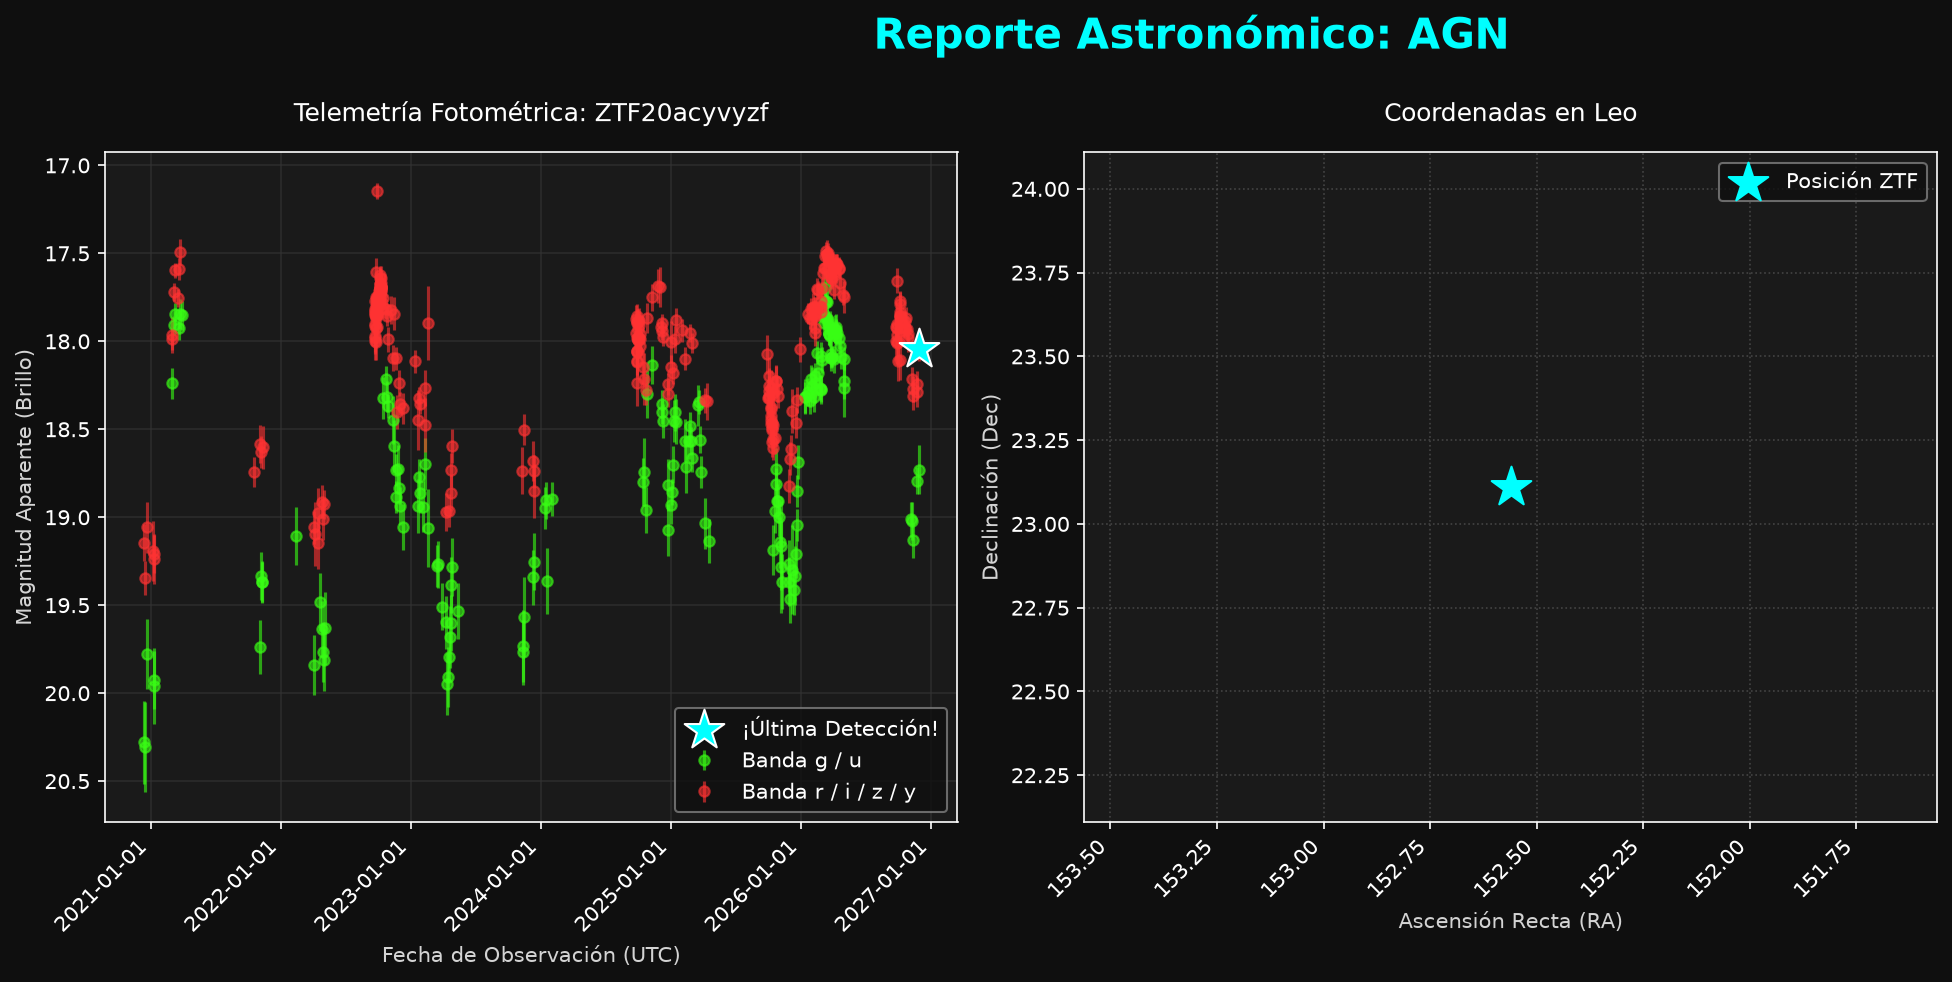 Reporte Astronómico: AGN
Telemetría Fotométrica: ZTF20acyvyzf
Magnitud Aparente (Brillo)
17.0
17.5
18.0
18.5
19.0
19.5
20.0
20.5
¡Última Detección!
Banda g / u
Banda r / i / z / y
2021-01-01
2022-01-01
2023-01-01
2024-01-01
2025-01-01
2026-01-01
2027-01-01
Fecha de Observación (UTC)
Coordenadas en Leo
Declinación (Dec)
24.00
23.75
23.50
23.25
23.00
22.75
22.50
22.25
Posición ZTF
153.50
153.25
153.00
152.75
152.50
152.25
152.00
151.75
Ascensión Recta (RA)